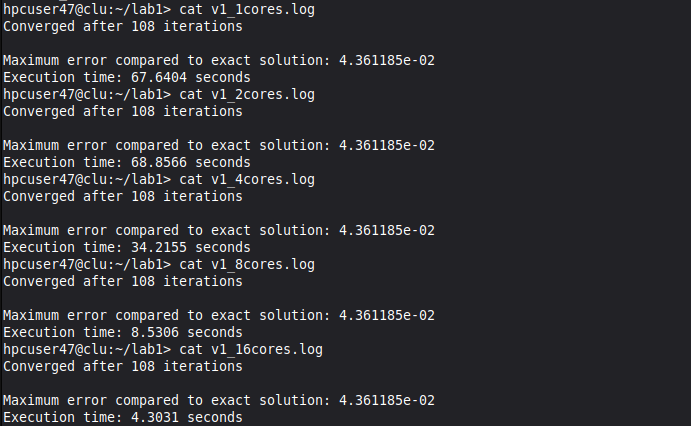 hpcuser47@clu:~/lab1> cat v1_1cores.log
Converged after 108 iterations
Maximum error compared to exact solution: 4.361185e-02
Execution time: 67.6404 seconds
hpcuser47@clu:~/lab1> cat v1_2cores.log
Converged after 108 iterations
Maximum error compared to exact solution: 4.361185e-02
Execution time: 68.8566 seconds
hpcuser47@clu:~/lab1> cat v1_4cores.log
Converged after 108 iterations
Maximum error compared to exact solution: 4.361185e-02
Execution time: 34.2155 seconds
hpcuser47@clu:~/lab1> cat v1_8cores.log
Converged after 108 iterations
Maximum error compared to exact solution: 4.361185e-02
Execution time: 8.5306 seconds
hpcuser47@clu:~/lab1> cat v1_16cores.log
Converged after 108 iterations
Maximum error compared to exact solution: 4.361185e-02
Execution time: 4.3031 seconds